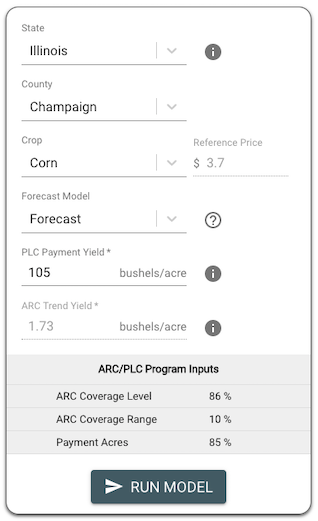 State
Illinois
County
Champaign
Crop
Reference Price
Corn
$ 3.7
Forecast Model
Forecast
PLC Payment Yield *
105 bushels/acre
ARC Trend Yield *
1.73 bushels/acre
ARC/PLC Program Inputs
ARC Coverage Level 86 %
ARC Coverage Range 10 %
Payment Acres 85 %
RUN MODEL